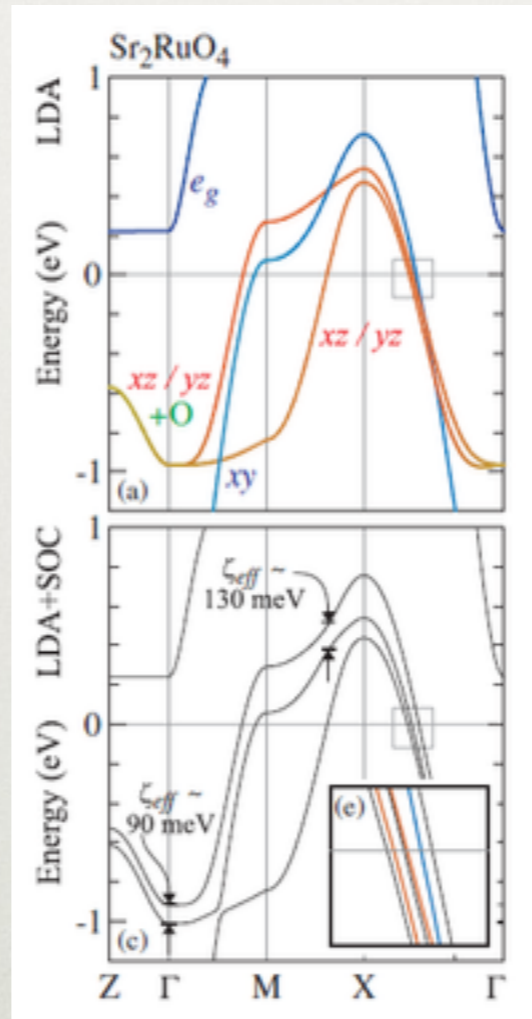 Sr₂RuO₄
LDA
Energy (eV)
1
0
-1
e_g
xz / yz
+O
xy
xz / yz
(a)
LDA+SOC
Energy (eV)
1
0
-1
ζ_eff ~
130 meV
ζ_eff ~
90 meV
(e)
(c)
Z Γ M X Γ